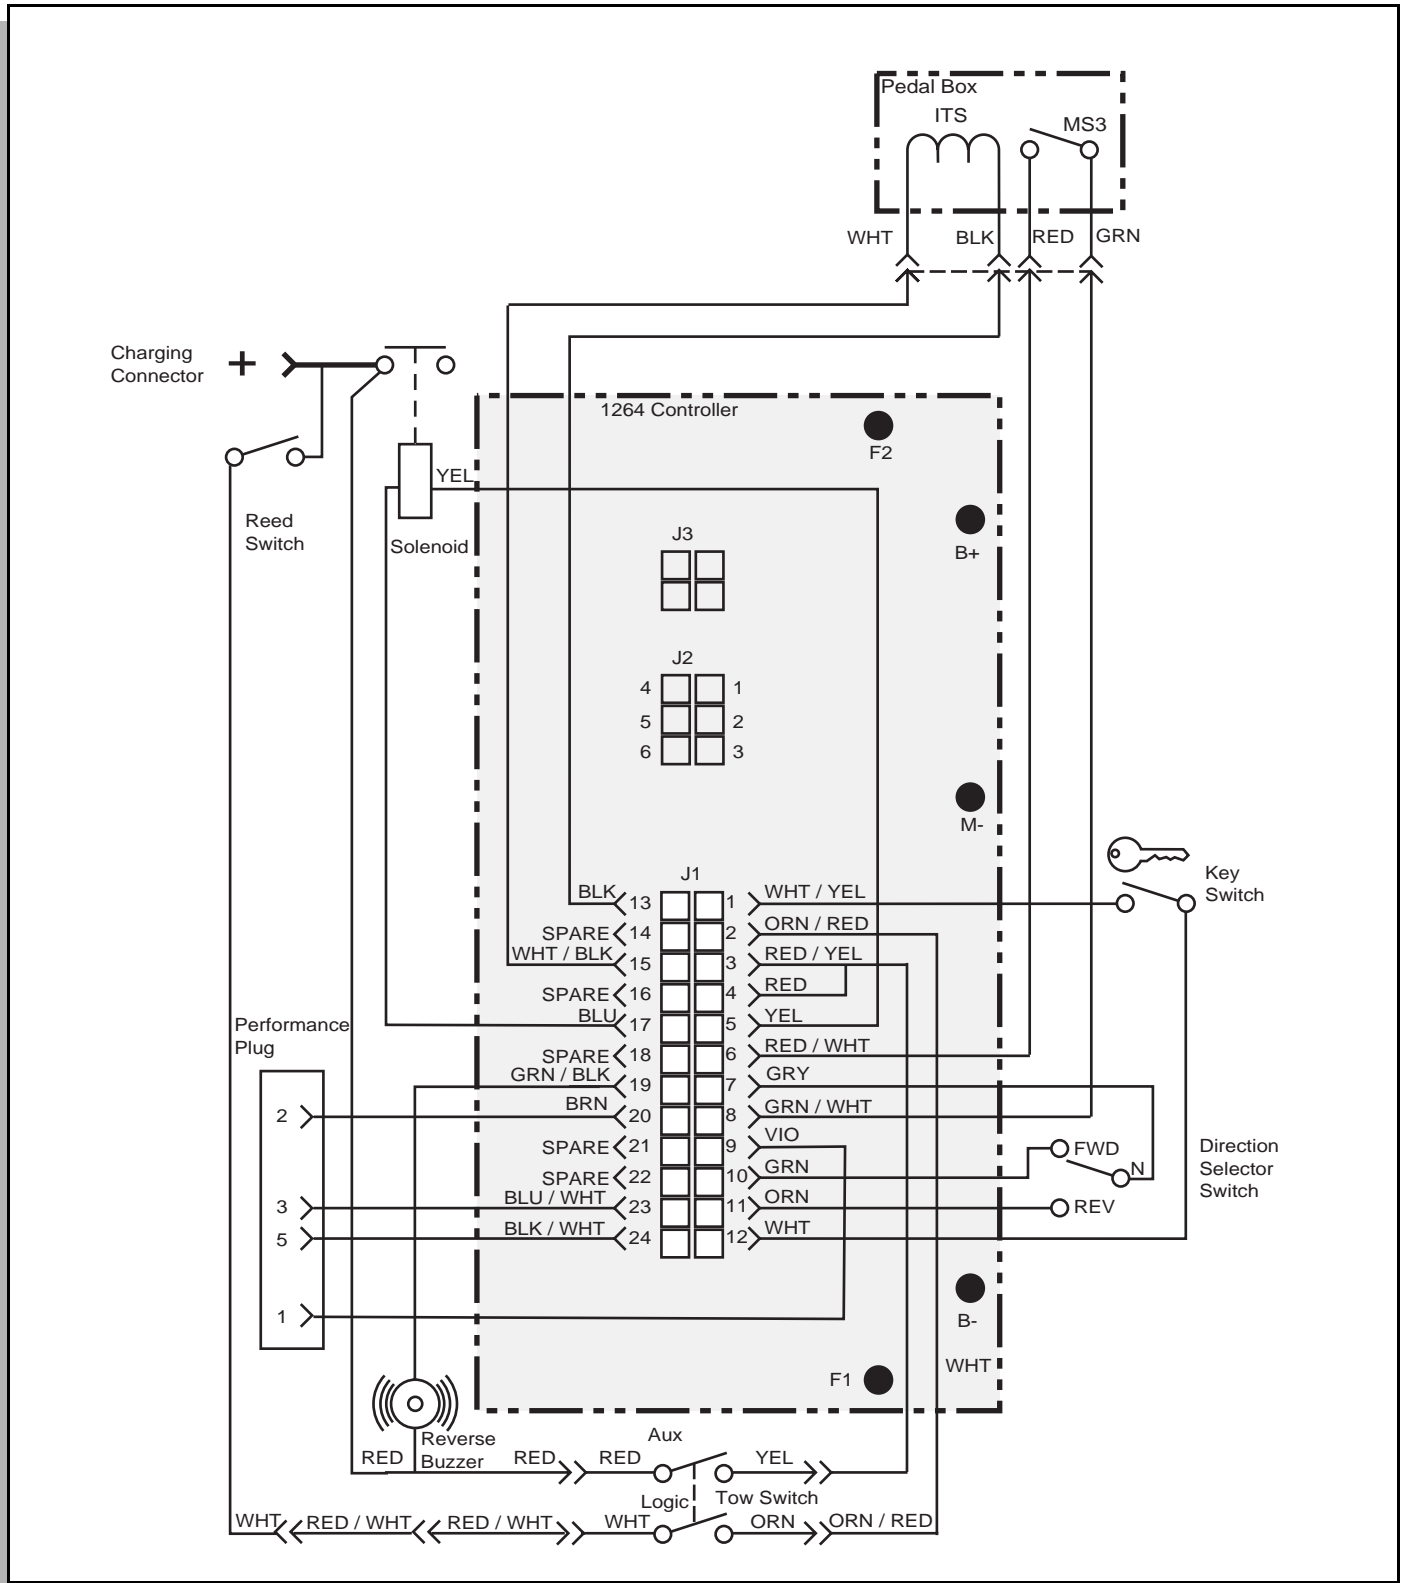 Pedal Box
ITS
MS3
WHT
BLK
RED
GRN
Charging
Connector
+
1264 Controller
F2
YEL
Reed
Switch
Solenoid
B+
J3
J2
4
1
5
2
6
3
M-
Key
Switch
J1
BLK
13
1
WHT / YEL
SPARE
14
2
ORN / RED
WHT / BLK
15
3
RED / YEL
SPARE
16
4
RED
BLU
17
5
YEL
SPARE
18
6
RED / WHT
GRN / BLK
19
7
GRY
BRN
20
8
GRN / WHT
SPARE
21
9
VIO
SPARE
22
10
GRN
BLU / WHT
23
11
ORN
BLK / WHT
24
12
WHT
Performance
Plug
2
3
5
1
FWD
N
REV
Direction
Selector
Switch
B-
WHT
F1
Reverse
Buzzer
Aux
RED
RED
RED
YEL
Logic
Tow Switch
WHT
RED / WHT
RED / WHT
WHT
ORN
ORN / RED